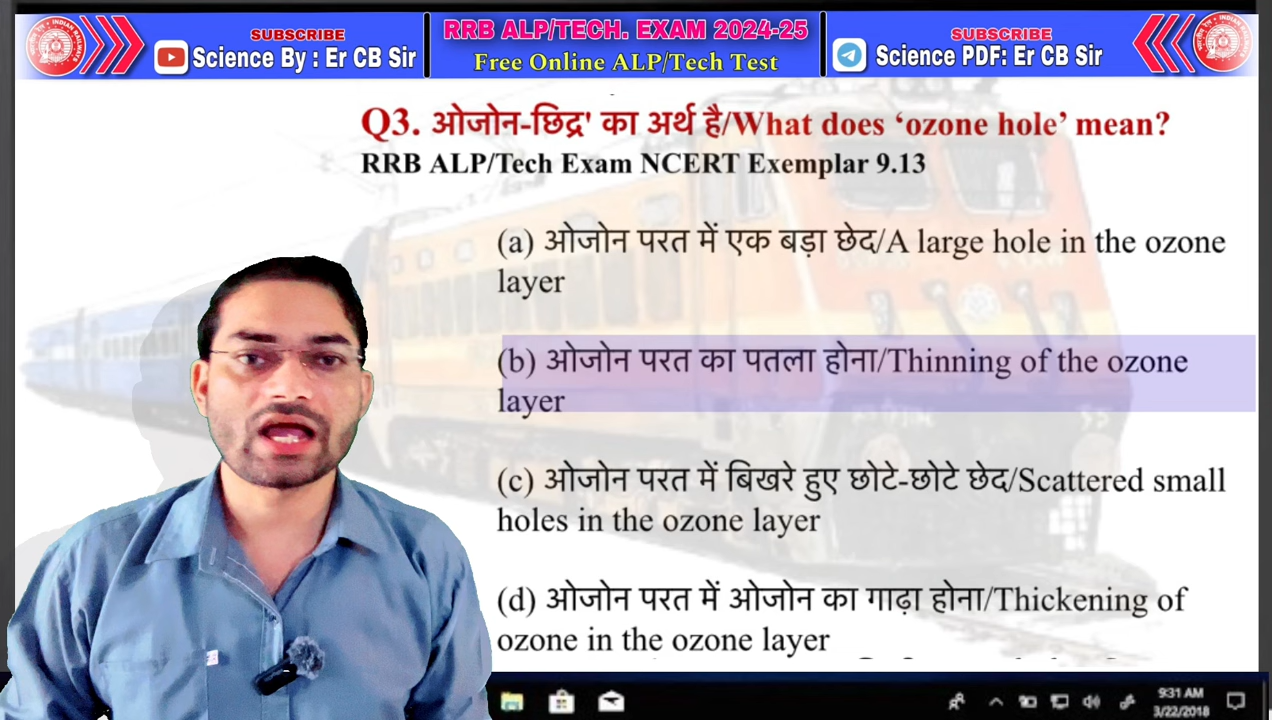 SUBSCRIBE
Science By : Er CB Sir
RRB ALP/TECH. EXAM 2024-25
Free Online ALP/Tech Test
SUBSCRIBE
Science PDF: Er CB Sir
Q3. ओजोन-छिद्र' का अर्थ है/What does ‘ozone hole’ mean?
RRB ALP/Tech Exam NCERT Exemplar 9.13
(a) ओजोन परत में एक बड़ा छेद/A large hole in the ozone
layer
(b) ओजोन परत का पतला होना/Thinning of the ozone
layer
(c) ओजोन परत में बिखरे हुए छोटे-छोटे छेद/Scattered small
holes in the ozone layer
(d) ओजोन परत में ओजोन का गाढ़ा होना/Thickening of
ozone in the ozone layer
9:31 AM
3/22/2018